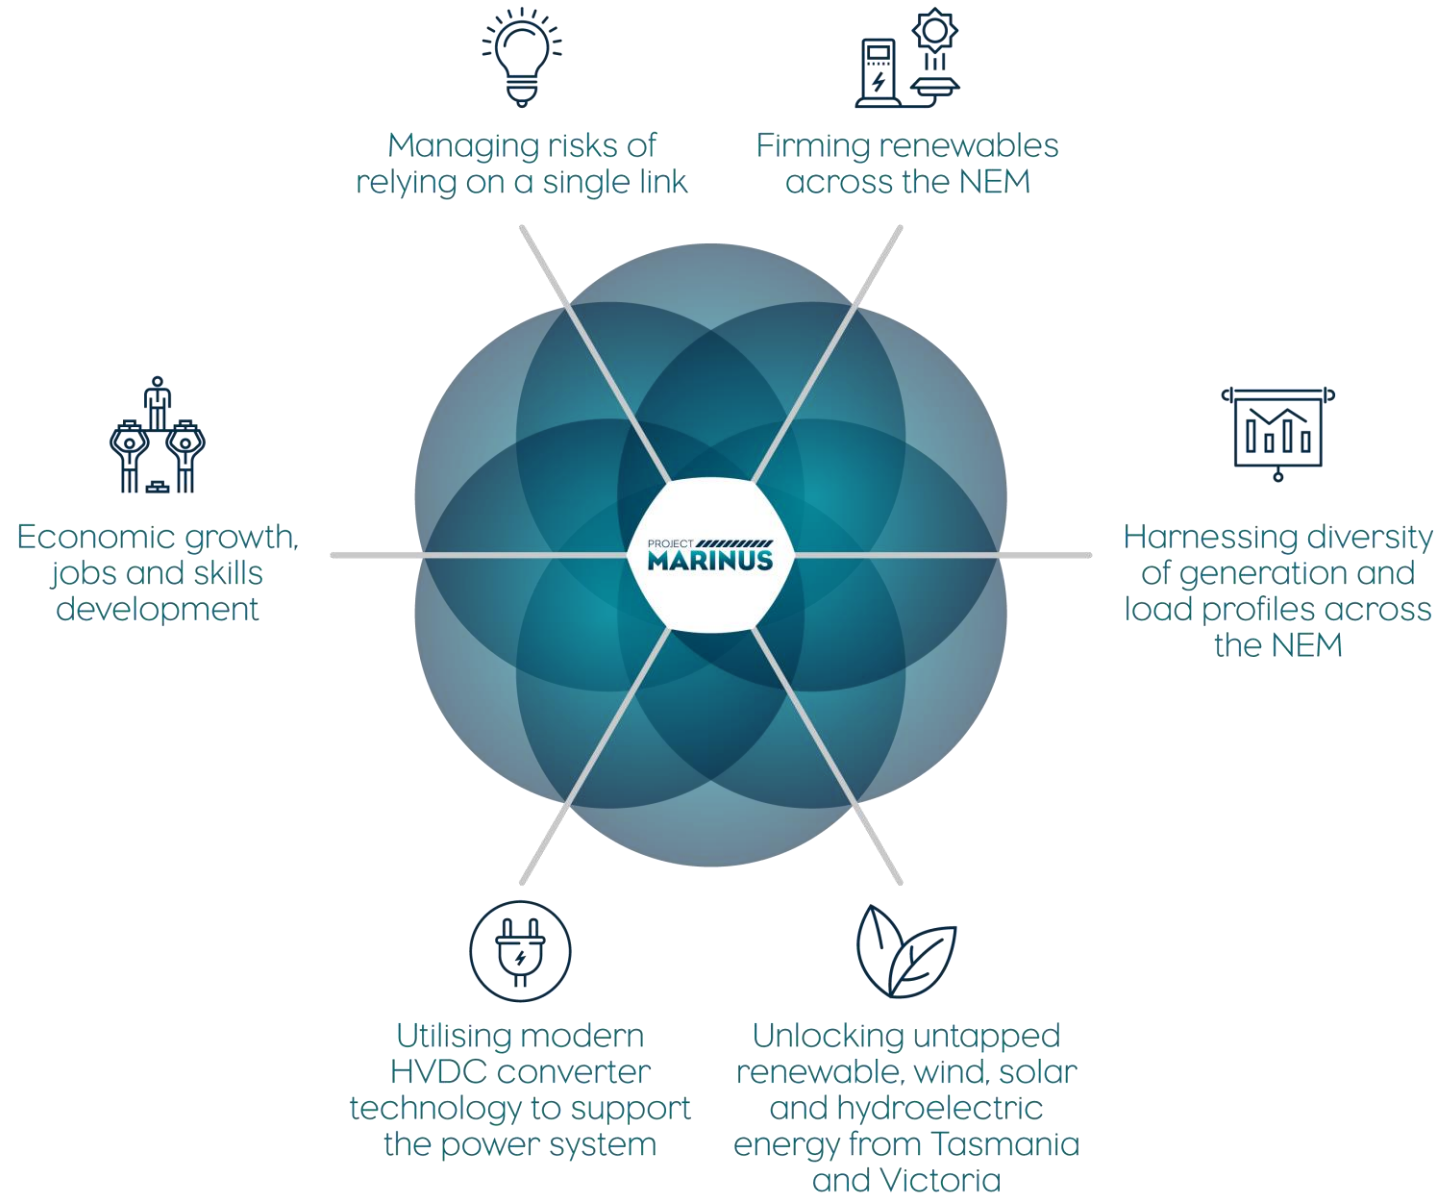 Managing risks of
relying on a single link
Firming renewables
across the NEM
Economic growth,
jobs and skills
development
PROJECT
MARINUS
Harnessing diversity
of generation and
load profiles across
the NEM
Utilising modern
HVDC converter
technology to support
the power system
Unlocking untapped
renewable, wind, solar
and hydroelectric
energy from Tasmania
and Victoria